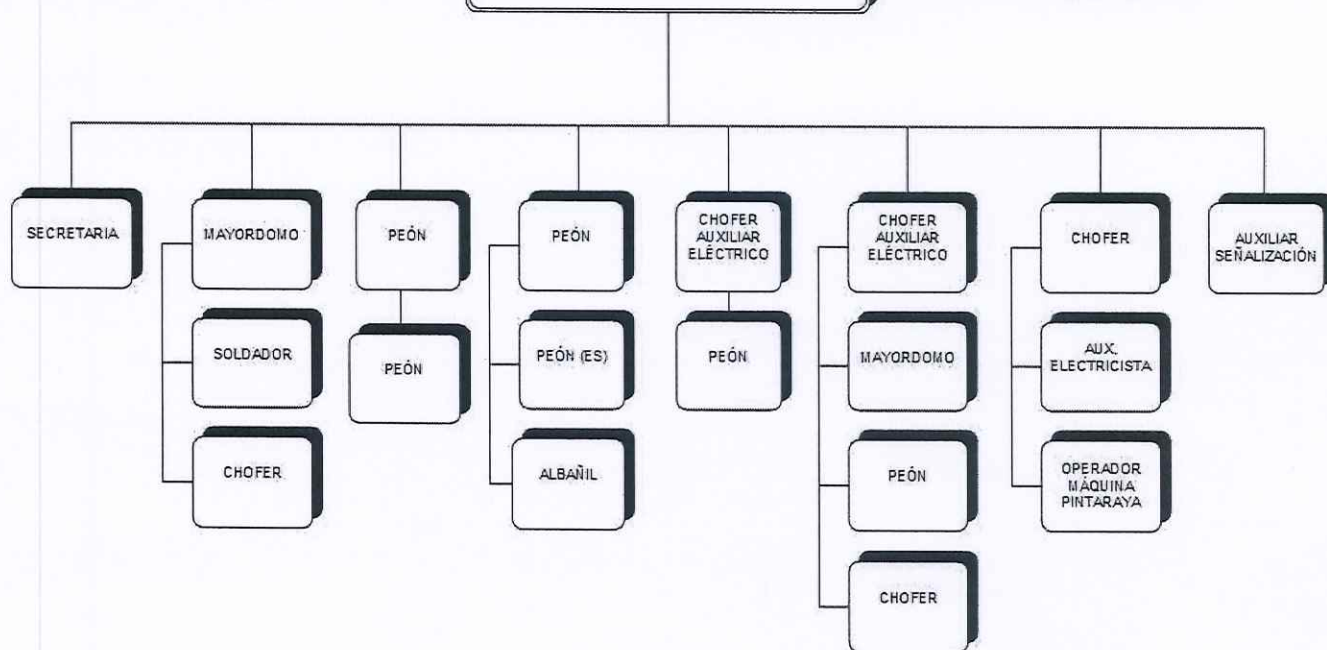 SECRETARIA
MAYORDOMO
PEÓN
PEÓN
CHOFER
AUXILIAR
ELÉCTRICO
CHOFER
AUXILIAR
ELÉCTRICO
CHOFER
AUXILIAR
SEÑALIZACIÓN
SOLDADOR
PEÓN
PEÓN (ES)
PEÓN
MAYORDOMO
AUX.
ELECTRICISTA
CHOFER
ALBAÑIL
PEÓN
OPERADOR
MÁQUINA
PINTARAYA
CHOFER